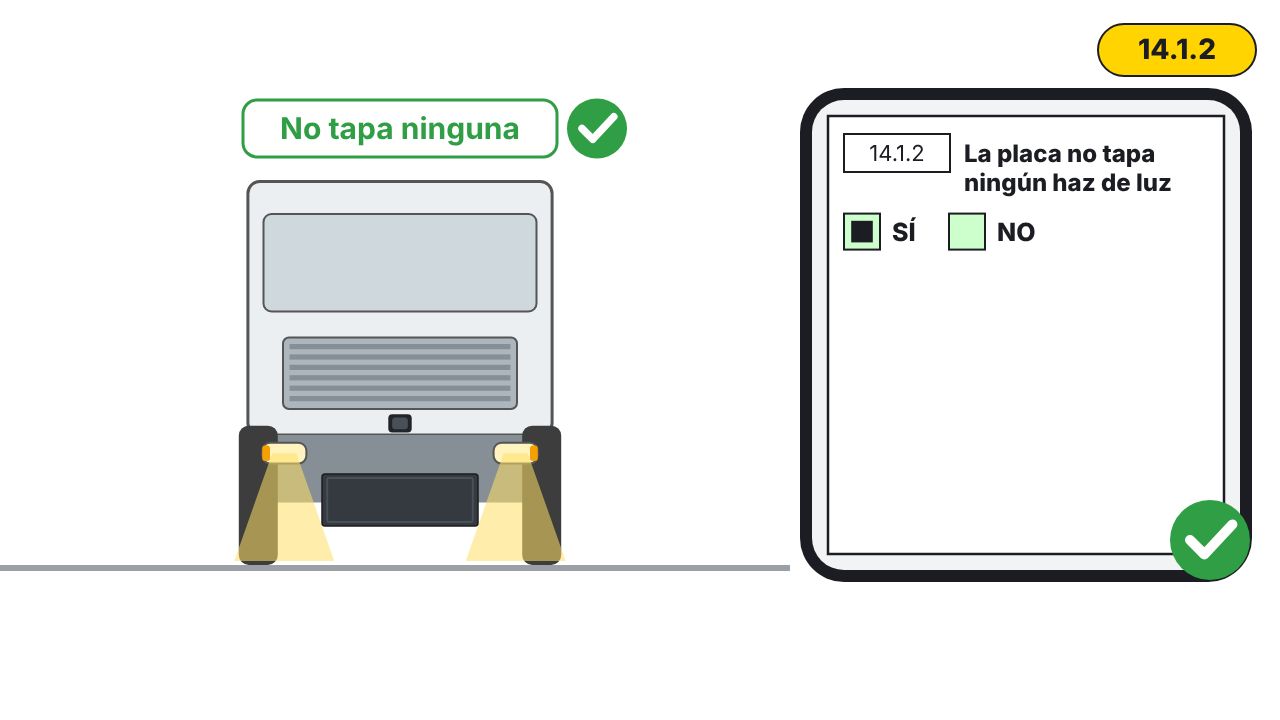 14.1.2
No tapa ninguna
14.1.2
La placa no tapa
ningún haz de luz
SÍ
NO